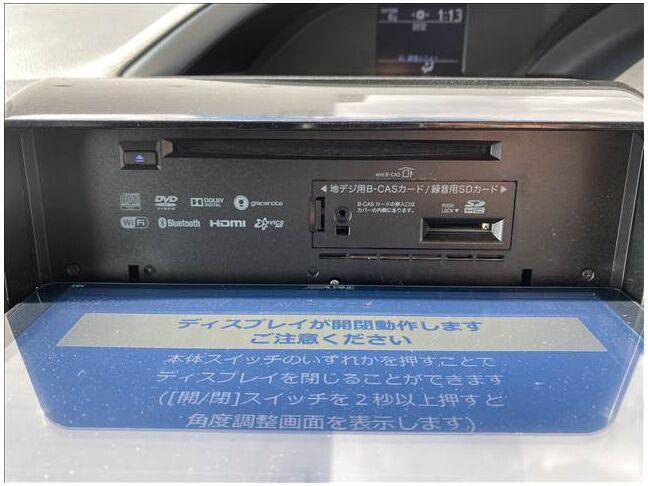 1:13
設定
mini B-CAS
◀ 地デジ用B-CASカード/録音用SDカード ▶
B-CAS カードの挿入口は
カバーの内側にあります。
PUSH
LOCK ▼
SD
HC
DVD
VIDEO
DOLBY
DIGITAL
gracenote
Wi Fi
Bluetooth
HDMI
VICS
ALPINE
ディスプレイが開閉動作します
ご注意ください
本体スイッチのいずれかを押すことで
ディスプレイを閉じることができます
([開/閉]スイッチを2秒以上押すと
角度調整画面を表示します)